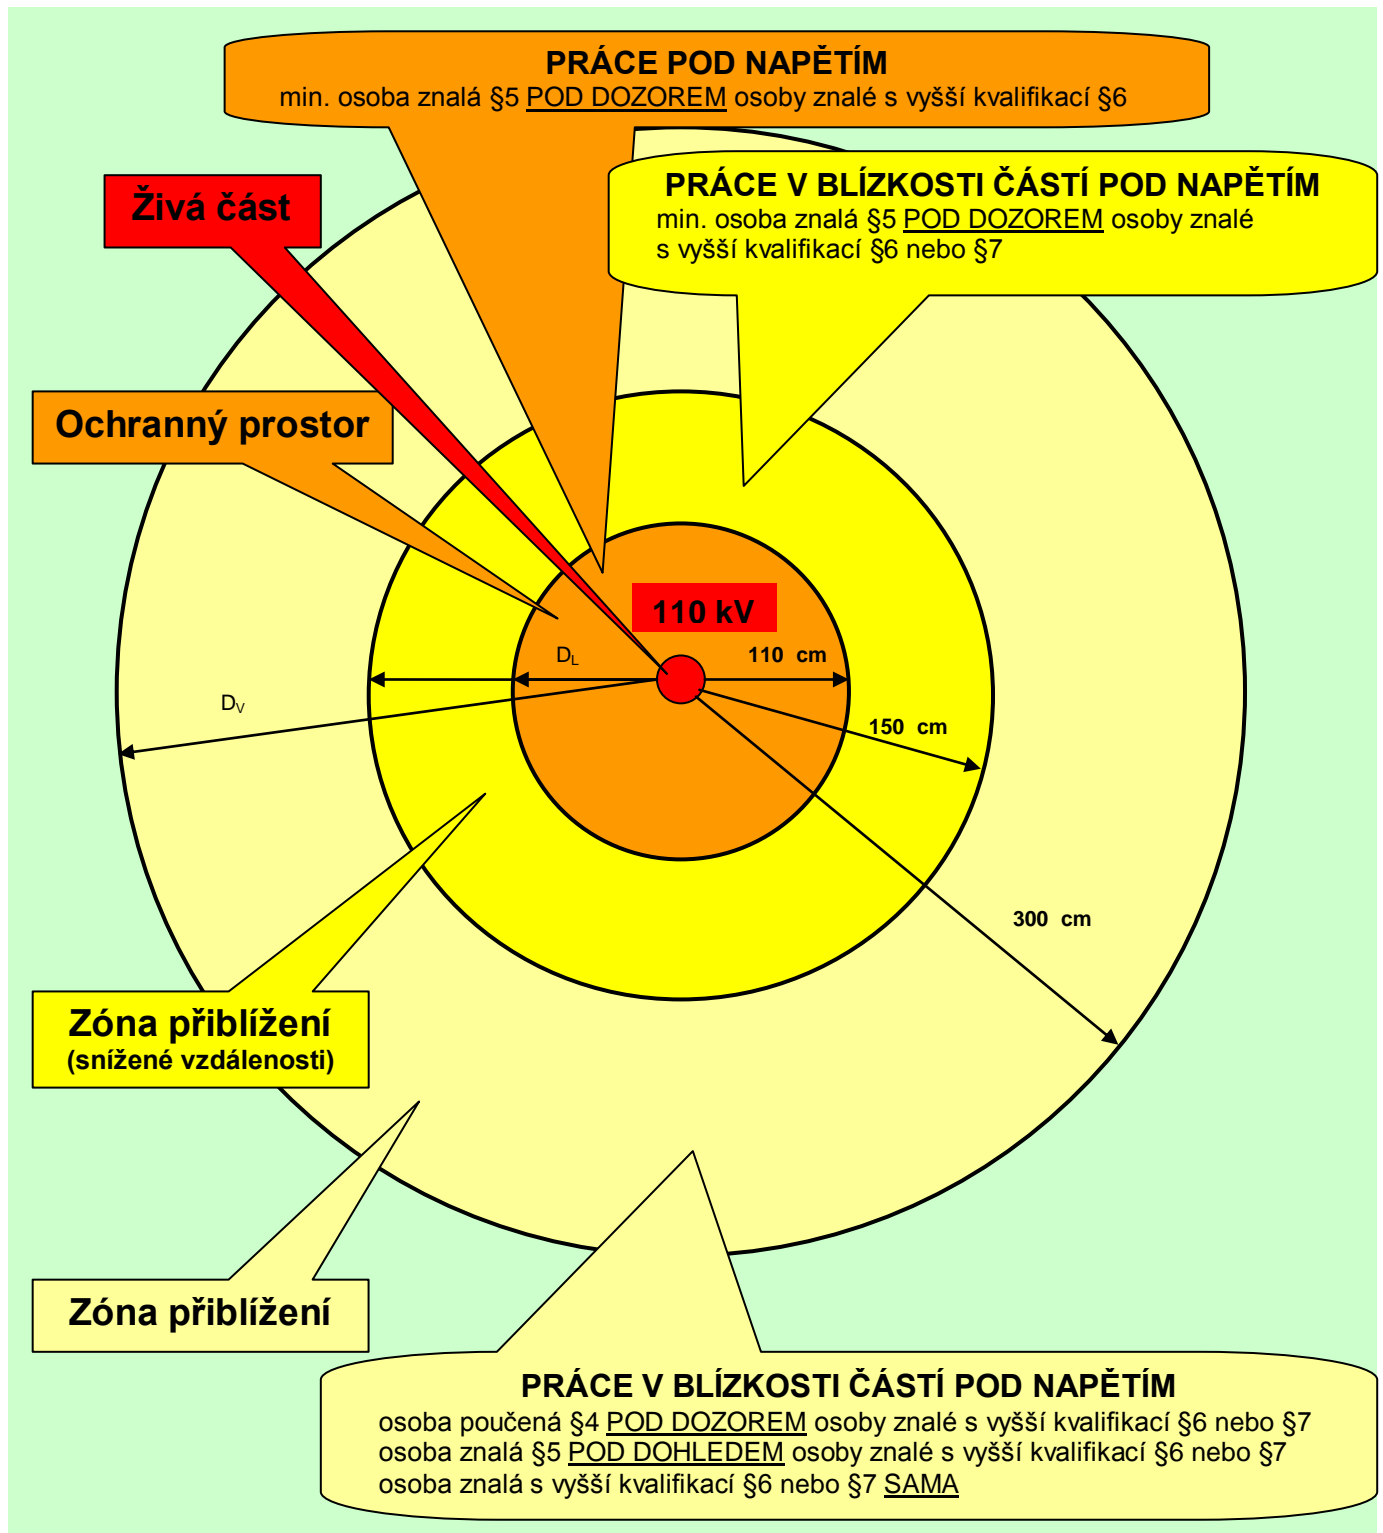 PRÁCE POD NAPĚTÍM
min. osoba znalá §5 POD DOZOREM osoby znalé s vyšší kvalifikací §6
PRÁCE V BLÍZKOSTI ČÁSTÍ POD NAPĚTÍM
min. osoba znalá §5 POD DOZOREM osoby znalé
s vyšší kvalifikací §6 nebo §7
Živá část
Ochranný prostor
110 kV
D_L
110 cm
D_V
150 cm
300 cm
Zóna přiblížení
(snížené vzdálenosti)
Zóna přiblížení
PRÁCE V BLÍZKOSTI ČÁSTÍ POD NAPĚTÍM
osoba poučená §4 POD DOZOREM osoby znalé s vyšší kvalifikací §6 nebo §7
osoba znalá §5 POD DOHLEDEM osoby znalé s vyšší kvalifikací §6 nebo §7
osoba znalá s vyšší kvalifikací §6 nebo §7 SAMA